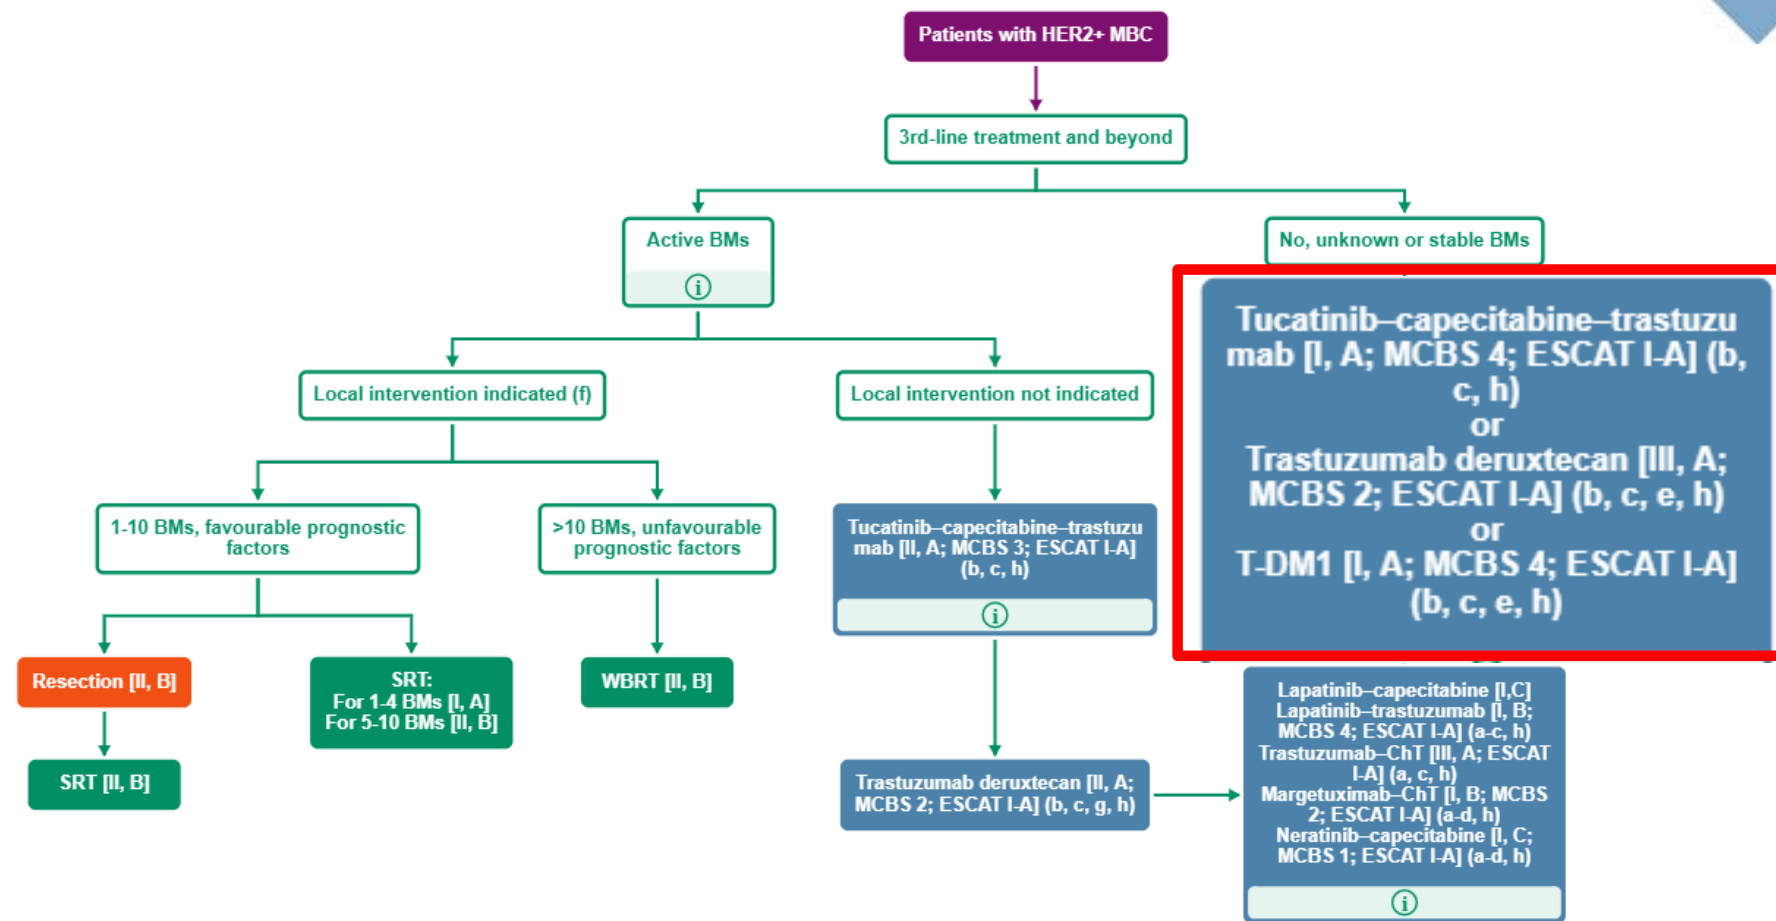 Patients with HER2+ MBC
3rd-line treatment and beyond
Active BMs
i
No, unknown or stable BMs
Local intervention indicated (f)
Local intervention not indicated
Tucatinib–capecitabine–trastuzu
mab [I, A; MCBS 4; ESCAT I-A] (b,
c, h)
or
Trastuzumab deruxtecan [III, A;
MCBS 2; ESCAT I-A] (b, c, e, h)
or
T-DM1 [I, A; MCBS 4; ESCAT I-A]
(b, c, e, h)
1-10 BMs, favourable prognostic
factors
>10 BMs, unfavourable
prognostic factors
Tucatinib–capecitabine–trastuzu
mab [II, A; MCBS 3; ESCAT I-A]
(b, c, h)
i
Resection [II, B]
SRT:
For 1-4 BMs [I, A]
For 5-10 BMs [II, B]
WBRT [II, B]
SRT [II, B]
Trastuzumab deruxtecan [II, A;
MCBS 2; ESCAT I-A] (b, c, g, h)
Lapatinib–capecitabine [I,C]
Lapatinib–trastuzumab [I, B;
MCBS 4; ESCAT I-A] (a-c, h)
Trastuzumab–ChT [III, A; ESCAT
I-A] (a, c, h)
Margetuximab–ChT [I, B; MCBS
2; ESCAT I-A] (a-d, h)
Neratinib–capecitabine [I, C;
MCBS 1; ESCAT I-A] (a-d, h)
i